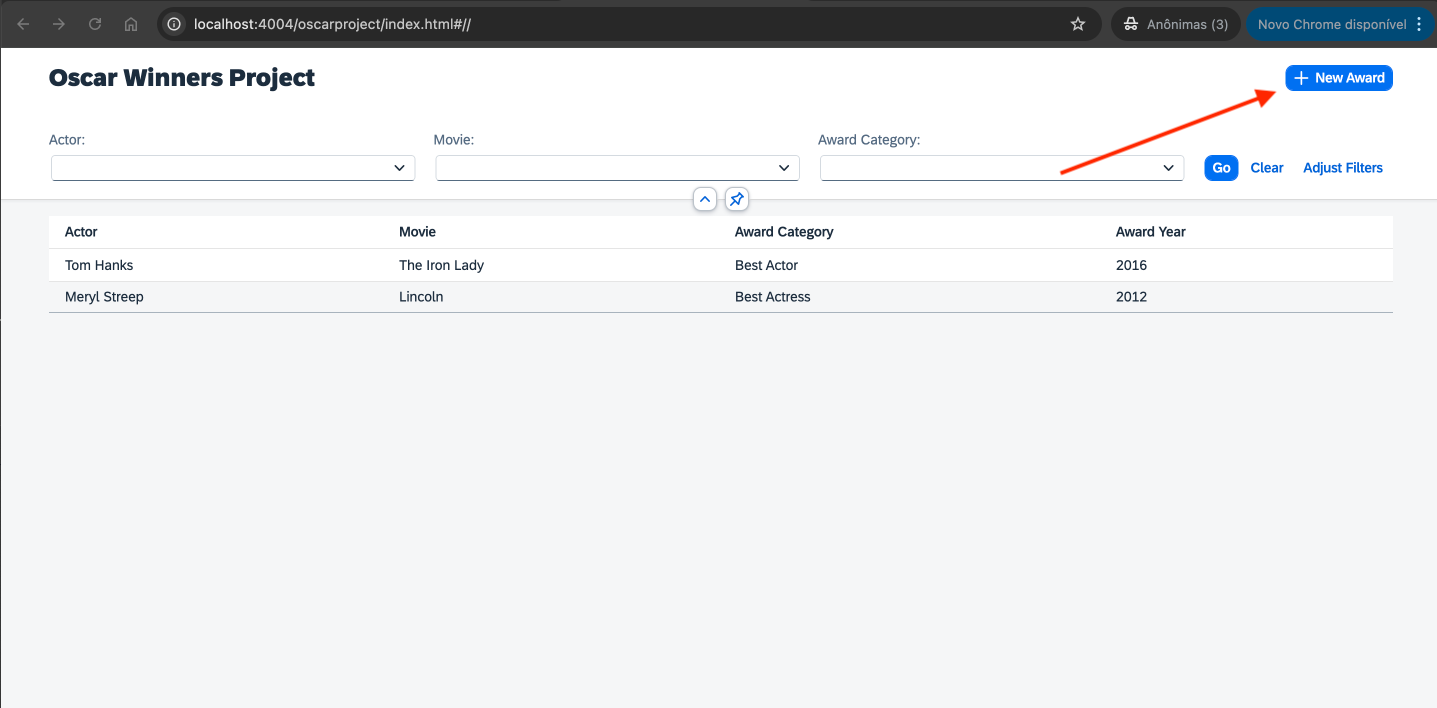 localhost:4004/oscarproject/index.html#//
Anônimas (3)
Novo Chrome disponível
Oscar Winners Project
New Award
Actor:
Movie:
Award Category:
Go
Clear
Adjust Filters
Actor Movie Award Category Award Year
Tom Hanks The Iron Lady Best Actor 2016
Meryl Streep Lincoln Best Actress 2012